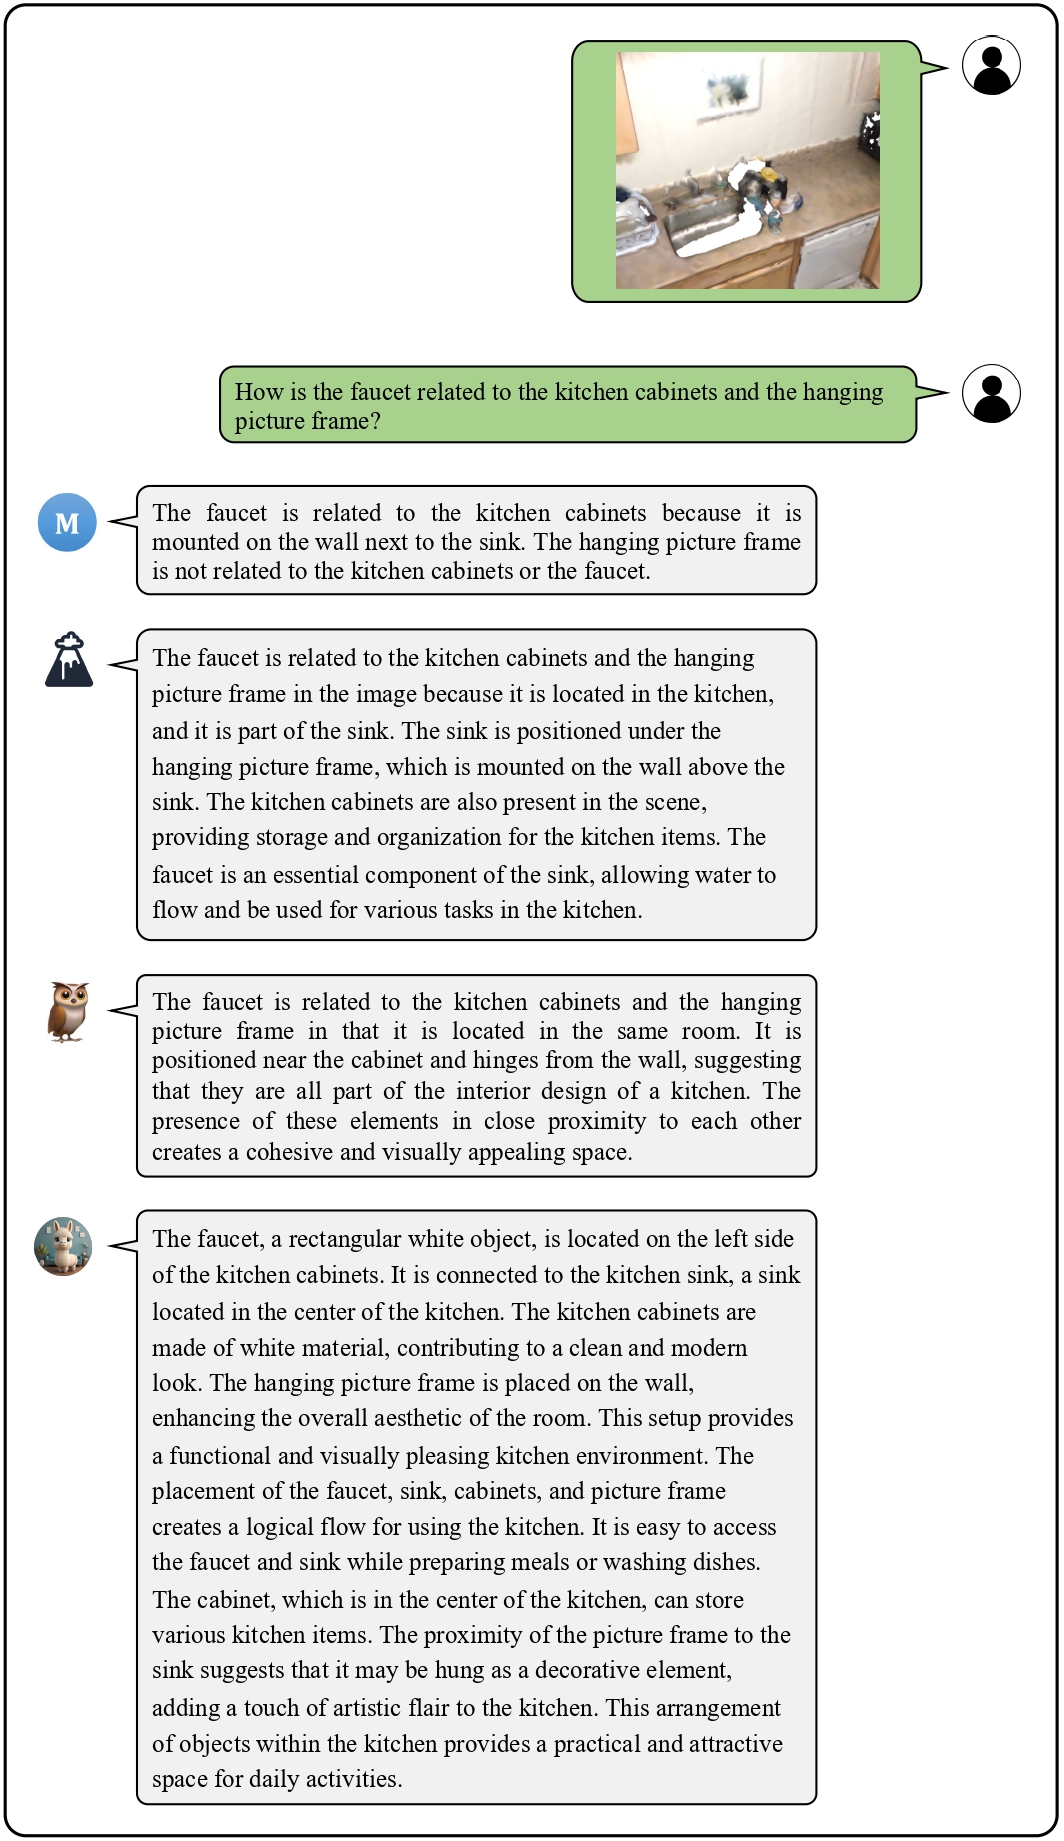 How is the faucet related to the kitchen cabinets and the hanging
picture frame?
M
The faucet is related to the kitchen cabinets because it is
mounted on the wall next to the sink. The hanging picture frame
is not related to the kitchen cabinets or the faucet.
The faucet is related to the kitchen cabinets and the hanging
picture frame in the image because it is located in the kitchen,
and it is part of the sink. The sink is positioned under the
hanging picture frame, which is mounted on the wall above the
sink. The kitchen cabinets are also present in the scene,
providing storage and organization for the kitchen items. The
faucet is an essential component of the sink, allowing water to
flow and be used for various tasks in the kitchen.
The faucet is related to the kitchen cabinets and the hanging
picture frame in that it is located in the same room. It is
positioned near the cabinet and hinges from the wall, suggesting
that they are all part of the interior design of a kitchen. The
presence of these elements in close proximity to each other
creates a cohesive and visually appealing space.
The faucet, a rectangular white object, is located on the left side
of the kitchen cabinets. It is connected to the kitchen sink, a sink
located in the center of the kitchen. The kitchen cabinets are
made of white material, contributing to a clean and modern
look. The hanging picture frame is placed on the wall,
enhancing the overall aesthetic of the room. This setup provides
a functional and visually pleasing kitchen environment. The
placement of the faucet, sink, cabinets, and picture frame
creates a logical flow for using the kitchen. It is easy to access
the faucet and sink while preparing meals or washing dishes.
The cabinet, which is in the center of the kitchen, can store
various kitchen items. The proximity of the picture frame to the
sink suggests that it may be hung as a decorative element,
adding a touch of artistic flair to the kitchen. This arrangement
of objects within the kitchen provides a practical and attractive
space for daily activities.